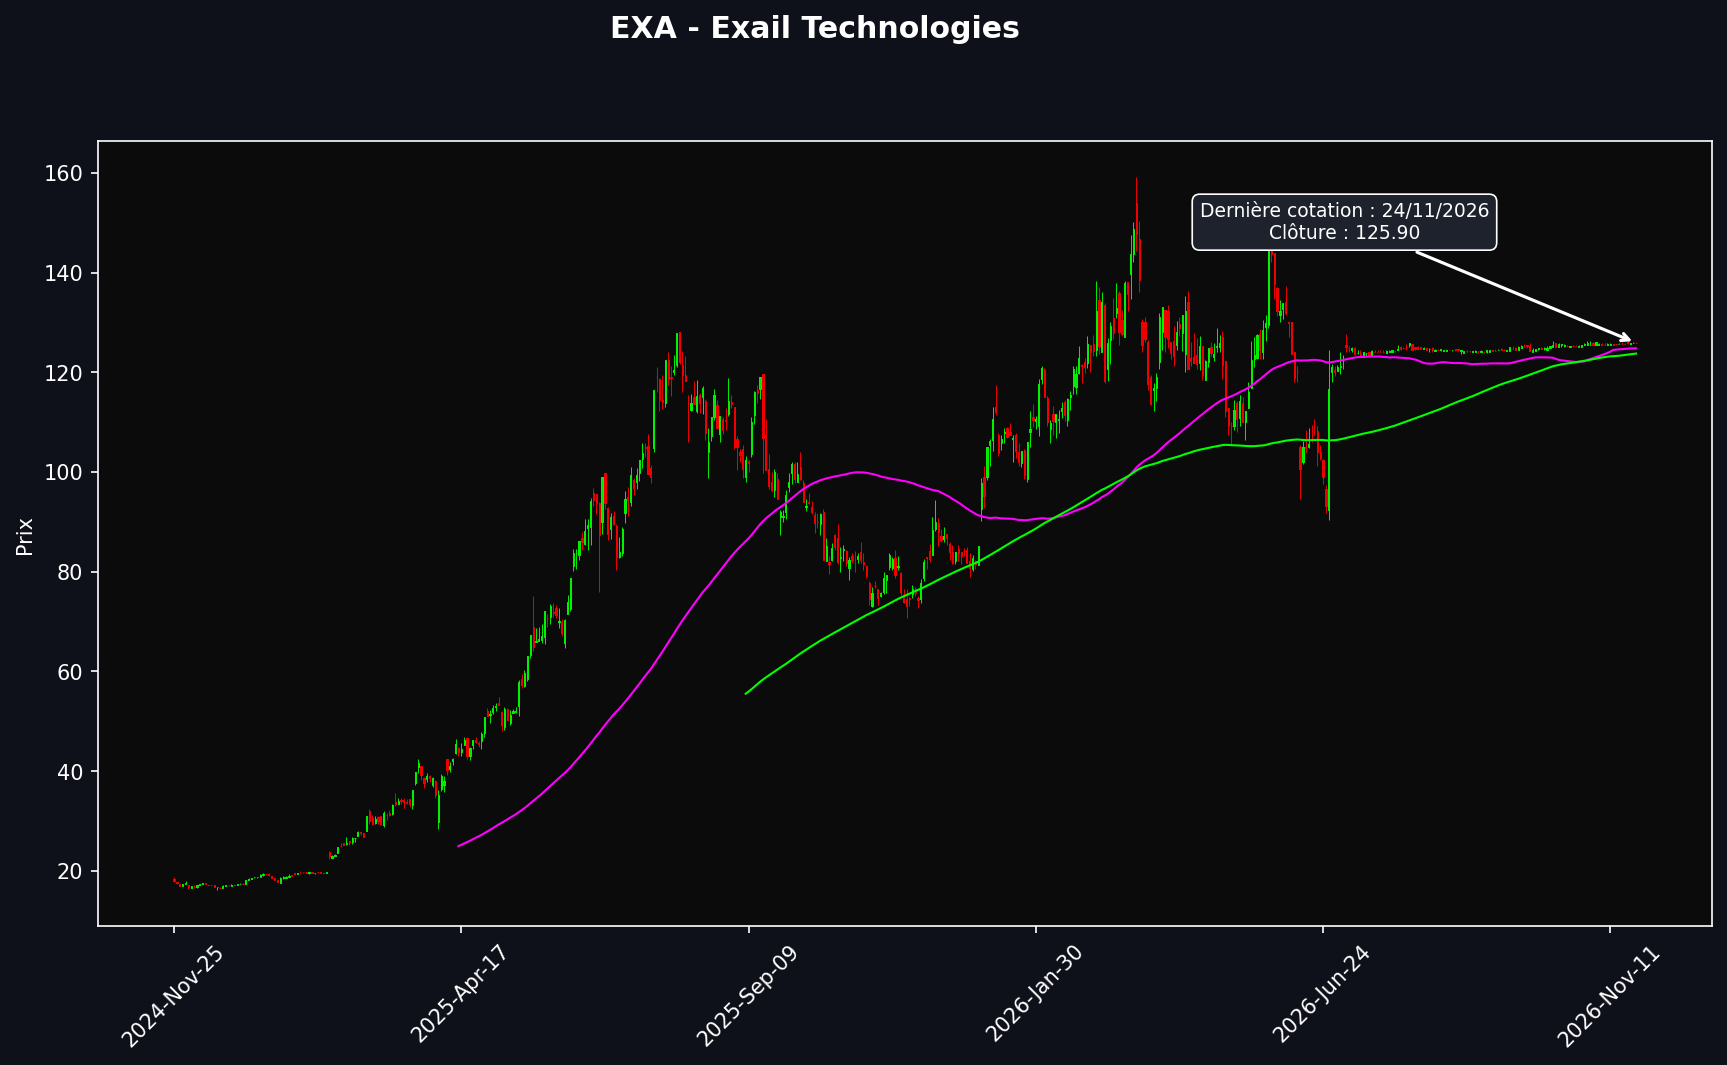 EXA - Exail Technologies
Prix
160
140
120
100
80
60
40
20
Dernière cotation : 24/11/2026
Clôture : 125.90
2024-Nov-25
2025-Apr-17
2025-Sep-09
2026-Jan-30
2026-Jun-24
2026-Nov-11